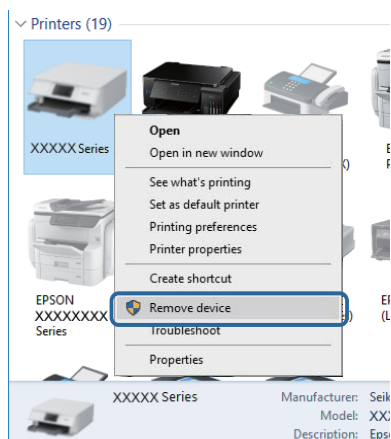 Printers (19)
XXXXX Series
Open
Open in new window
See what's printing
Set as default printer
Printing preferences
Printer properties
Create shortcut
Remove device
Troubleshoot
Properties
EPSON
XXXXXXXX
Series
XXXXX Series
Manufacturer:
Model:
Description: